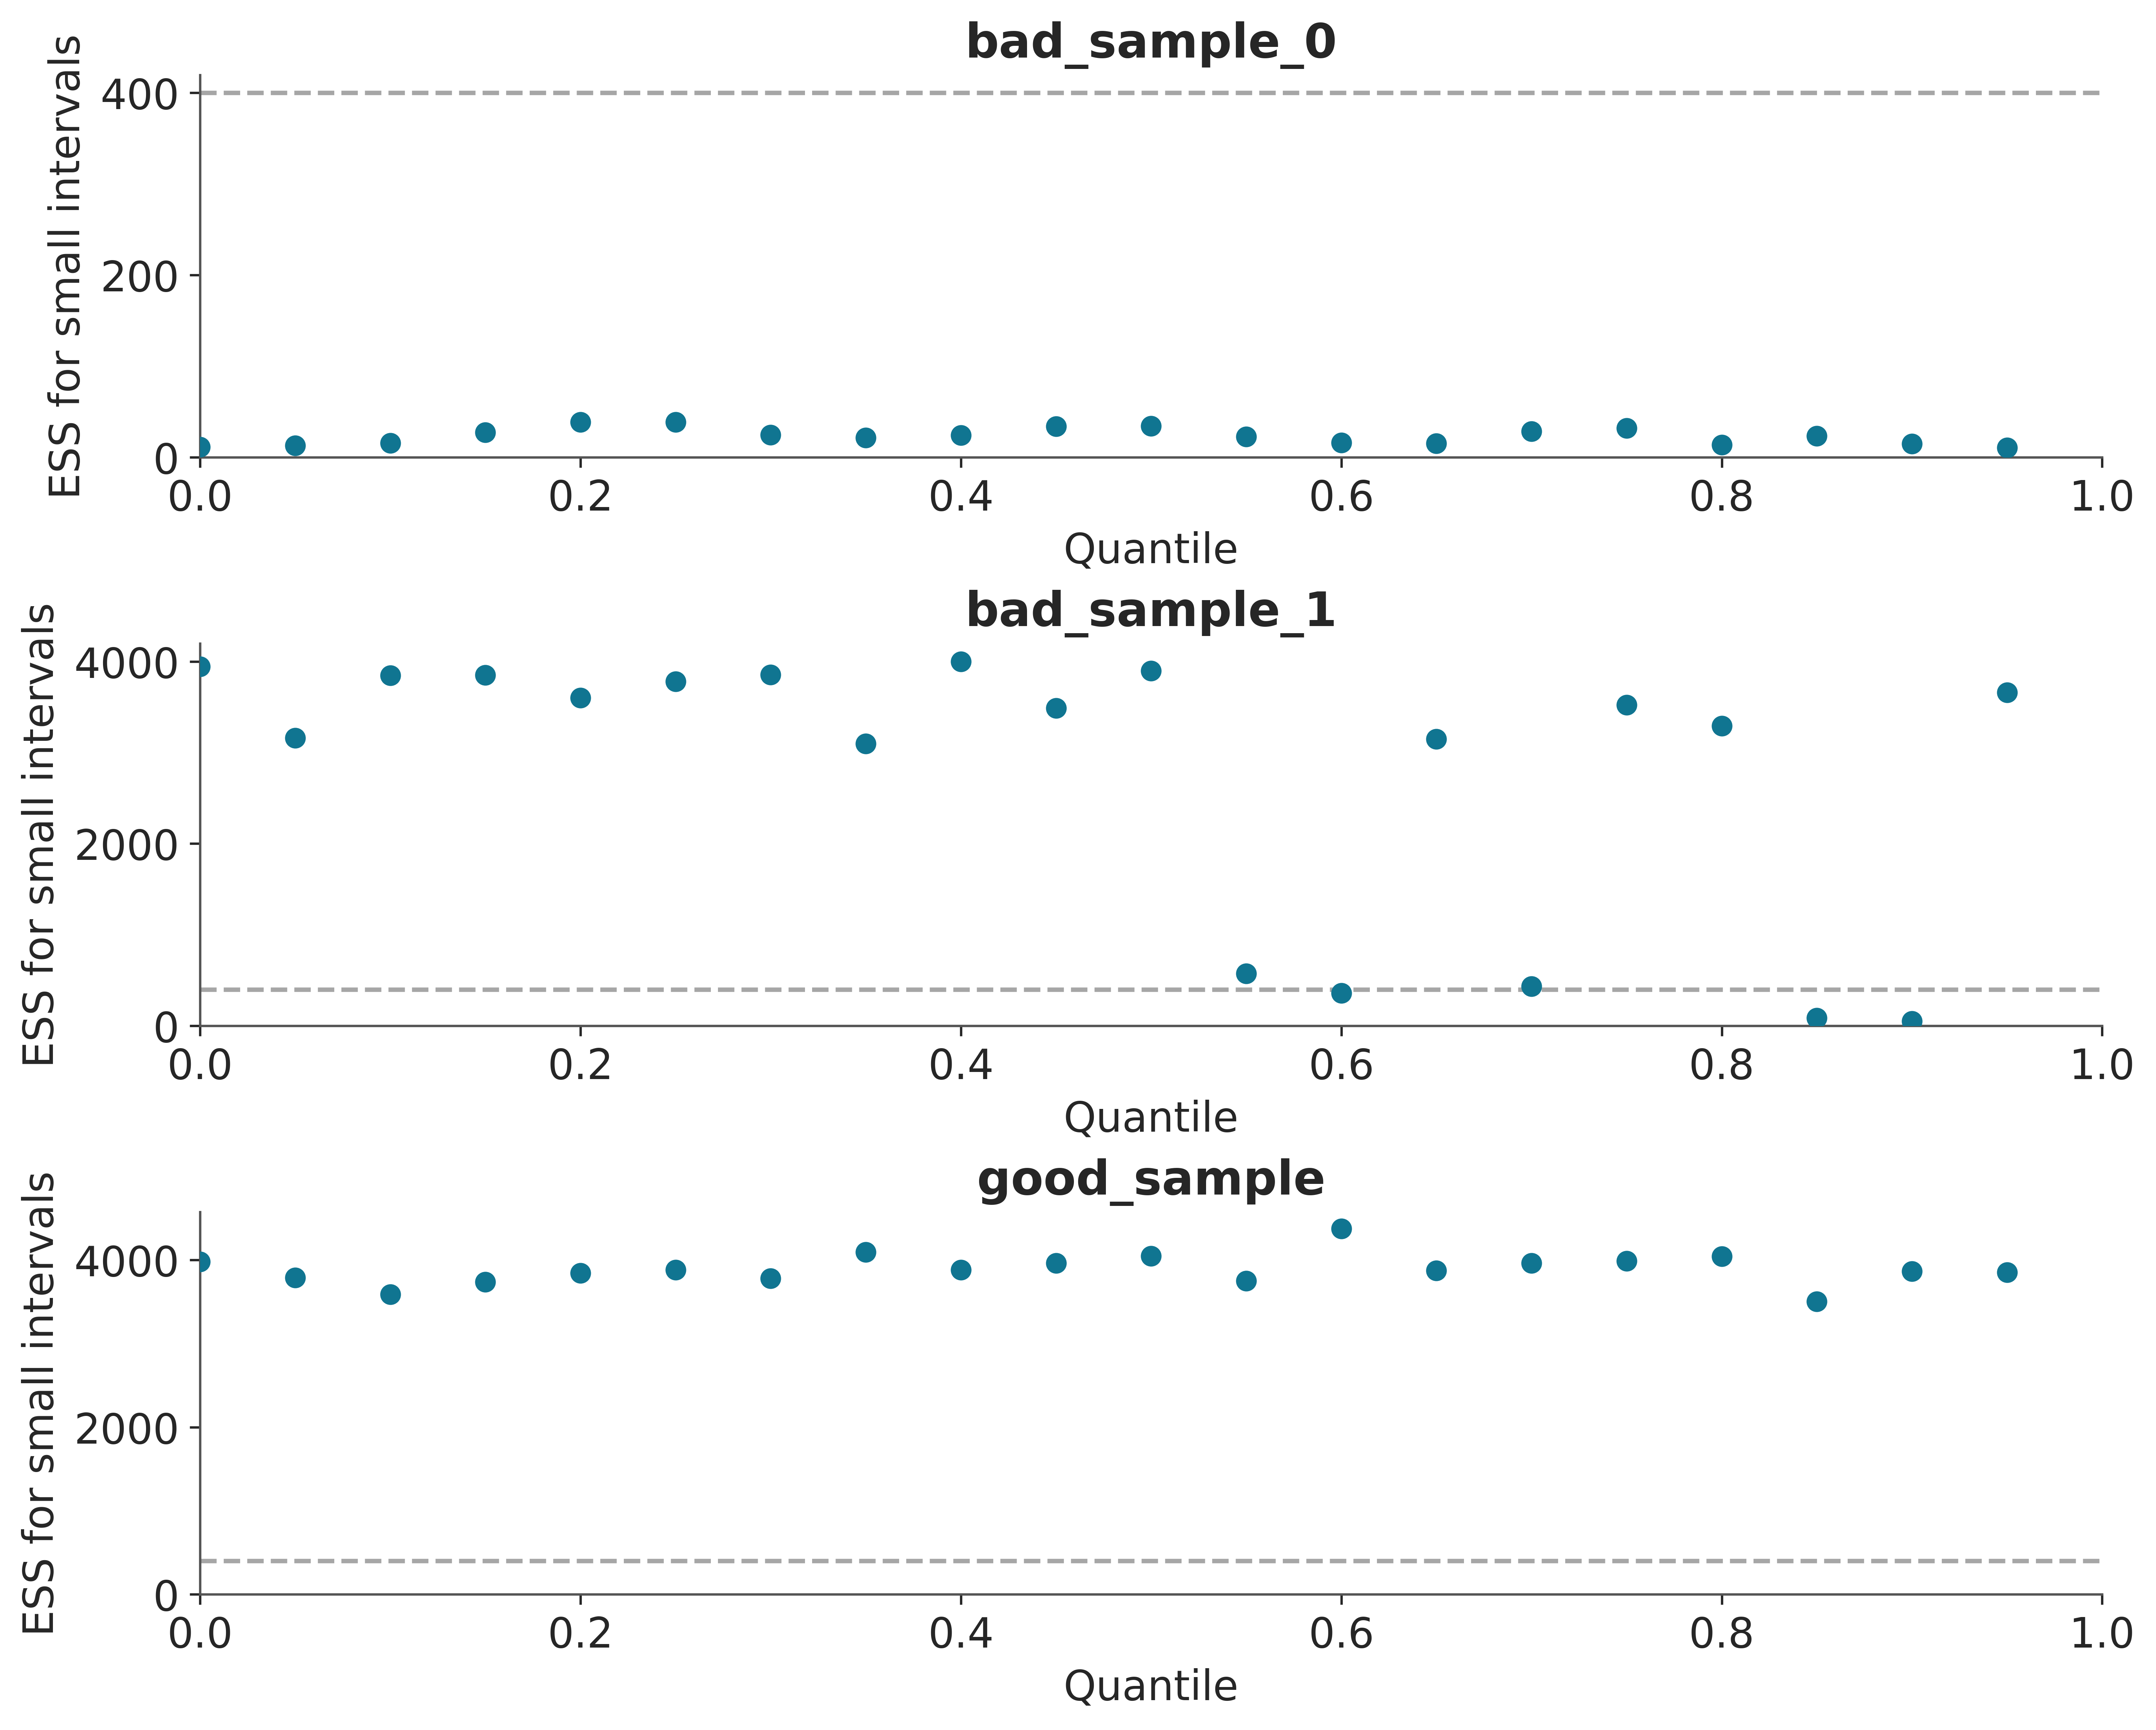 bad_sample_0
ESS for small intervals
400
200
0
0.0 0.2 0.4 0.6 0.8 1.0
Quantile
bad_sample_1
ESS for small intervals
4000
2000
0
0.0 0.2 0.4 0.6 0.8 1.0
Quantile
good_sample
ESS for small intervals
4000
2000
0
0.0 0.2 0.4 0.6 0.8 1.0
Quantile